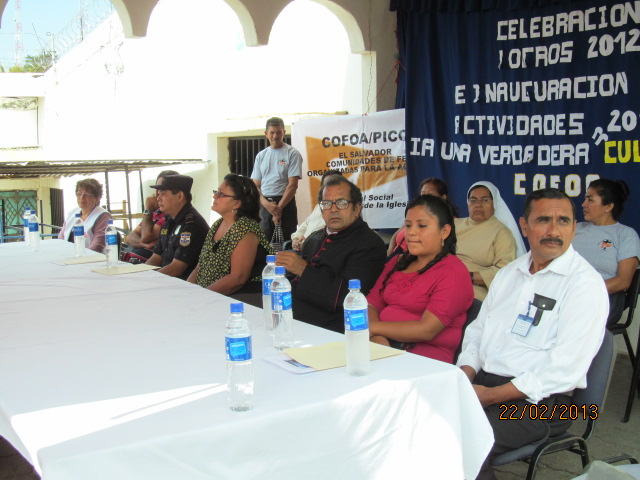 CELEBRACION
LOGROS 2012
E INAUGURACION
ACTIVIDADES 201
IA UNA VERDADERA CUL
COFOA
COFOA/PICO
EL SALVADOR
COMUNIDADES DE FE
ORGANIZADAS PARA LA A
Social
de la Iglesia
22/02/2013